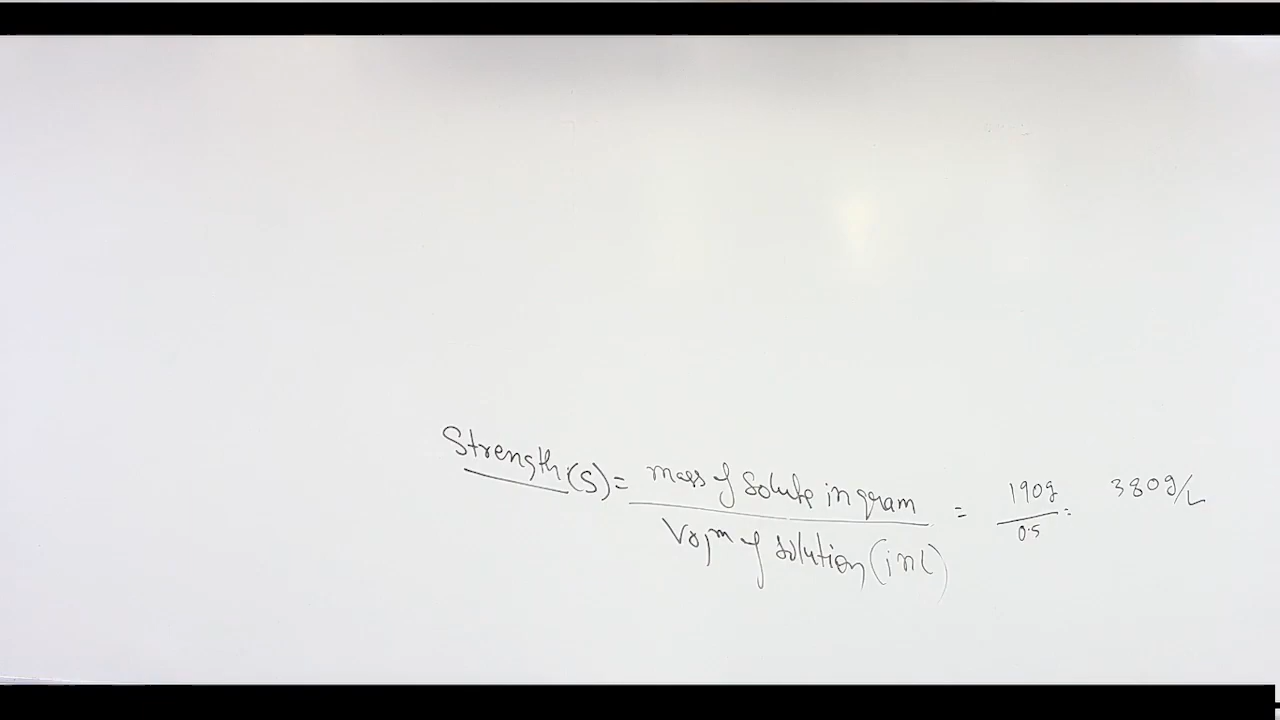 Strength (S) = mass of solute in gram / Vol^m of solution (in L) = 190g / 0.5 = 380g/L